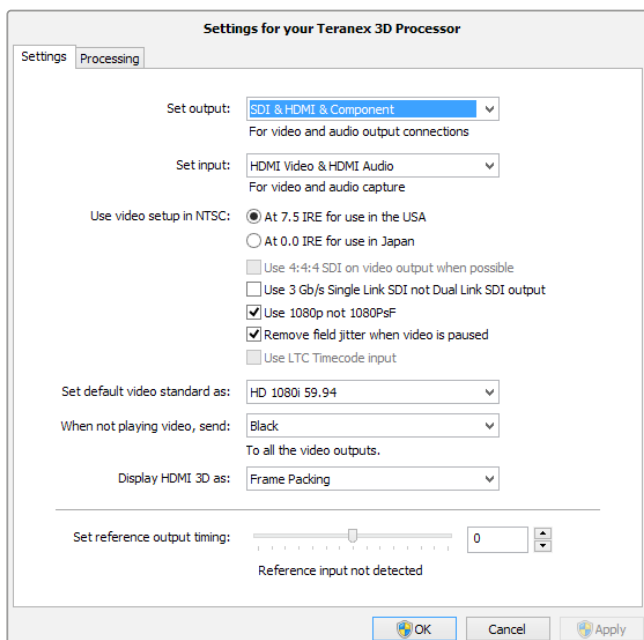 Settings for your Teranex 3D Processor
Settings
Processing
Set output:
SDI & HDMI & Component
For video and audio output connections
Set input:
HDMI Video & HDMI Audio
For video and audio capture
Use video setup in NTSC:
At 7.5 IRE for use in the USA
At 0.0 IRE for use in Japan
Use 4:4:4 SDI on video output when possible
Use 3 Gb/s Single Link SDI not Dual Link SDI output
Use 1080p not 1080PsF
Remove field jitter when video is paused
Use LTC Timecode input
Set default video standard as:
HD 1080i 59.94
When not playing video, send:
Black
To all the video outputs.
Display HDMI 3D as:
Frame Packing
Set reference output timing:
0
Reference input not detected
OK
Cancel
Apply